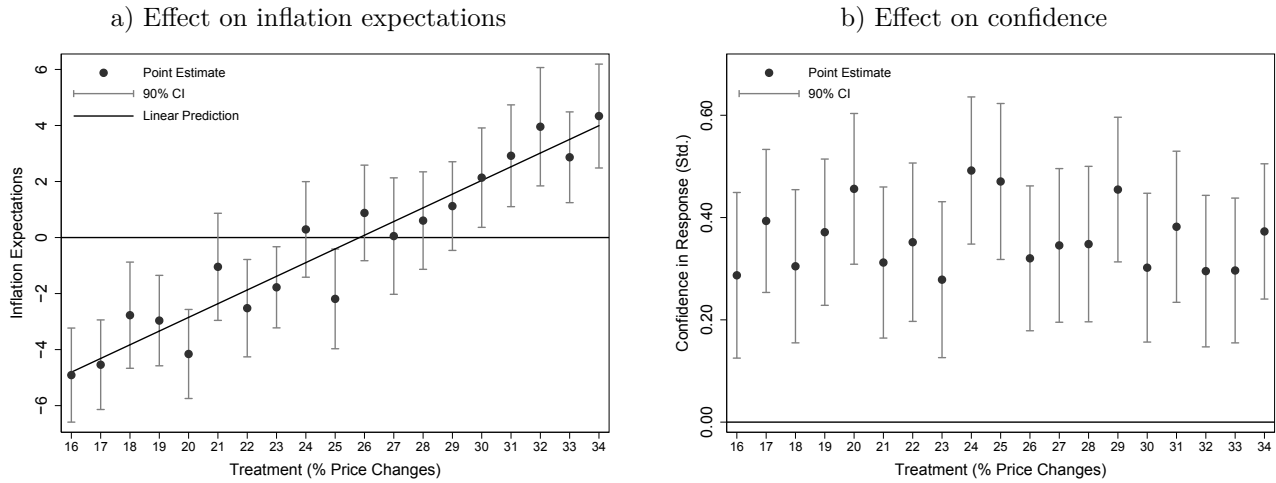 a) Effect on inflation expectations
6
4
2
0
-2
-4
-6
Inflation Expectations
Point Estimate
90% CI
Linear Prediction
16 17 18 19 20 21 22 23 24 25 26 27 28 29 30 31 32 33 34
Treatment (% Price Changes)
b) Effect on confidence
0.60
0.40
0.20
0.00
Confidence in Response (Std.)
Point Estimate
90% CI
16 17 18 19 20 21 22 23 24 25 26 27 28 29 30 31 32 33 34
Treatment (% Price Changes)